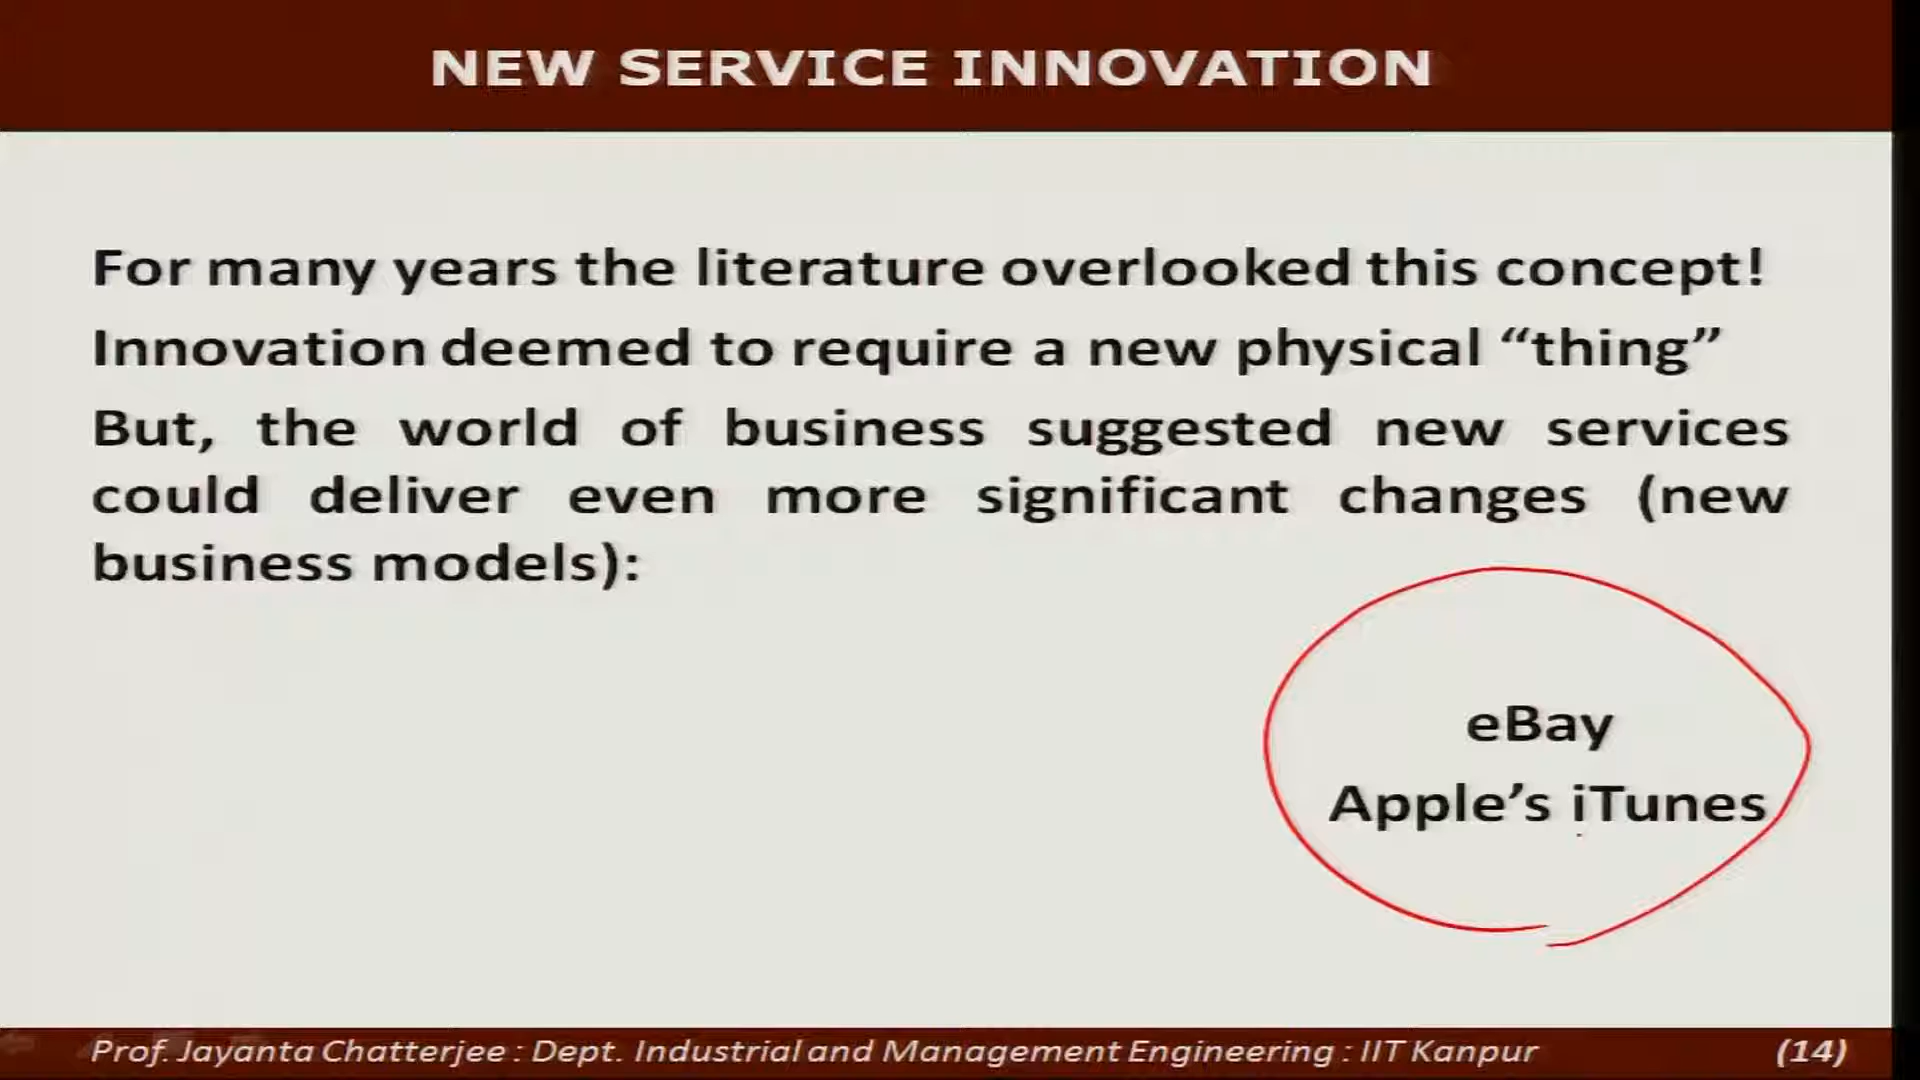 NEW SERVICE INNOVATION
For many years the literature overlooked this concept!
Innovation deemed to require a new physical “thing”
But, the world of business suggested new services
could deliver even more significant changes (new
business models):
eBay
Apple’s iTunes
Prof. Jayanta Chatterjee : Dept. Industrial and Management Engineering : IIT Kanpur (14)